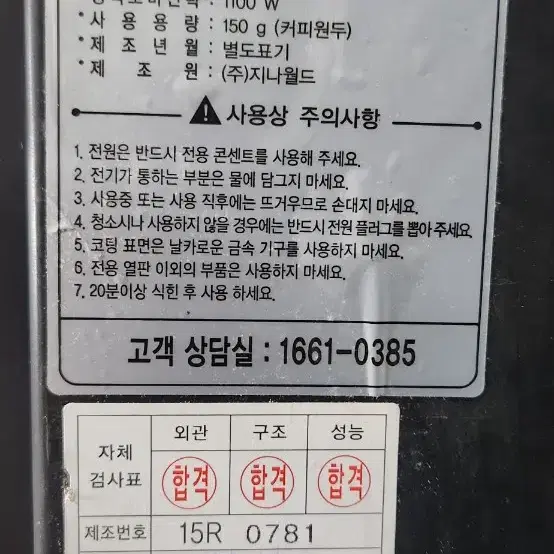 1100 W
* 사 용 용 량 : 150 g (커피원두)
* 제 조 년 월 : 별도표기
* 제 조 원 : (주)지나월드
사용상 주의사항
1. 전원은 반드시 전용 콘센트를 사용해 주세요.
2. 전기가 통하는 부분은 물에 담그지 마세요.
3. 사용중 또는 사용 직후에는 뜨거우므로 손대지 마세요.
4. 청소시나 사용하지 않을 경우에는 반드시 전원 플러그를 뽑아 주세요.
5. 코팅 표면은 날카로운 금속 기구를 사용하지 마세요.
6. 전용 열판 이외의 부품은 사용하지 마세요.
7. 20분이상 식힌 후 사용 하세요.
고객 상담실 : 1661-0385
자체 검사표
외관 구조 성능
합격 합격 합격
제조번호 15R 0781